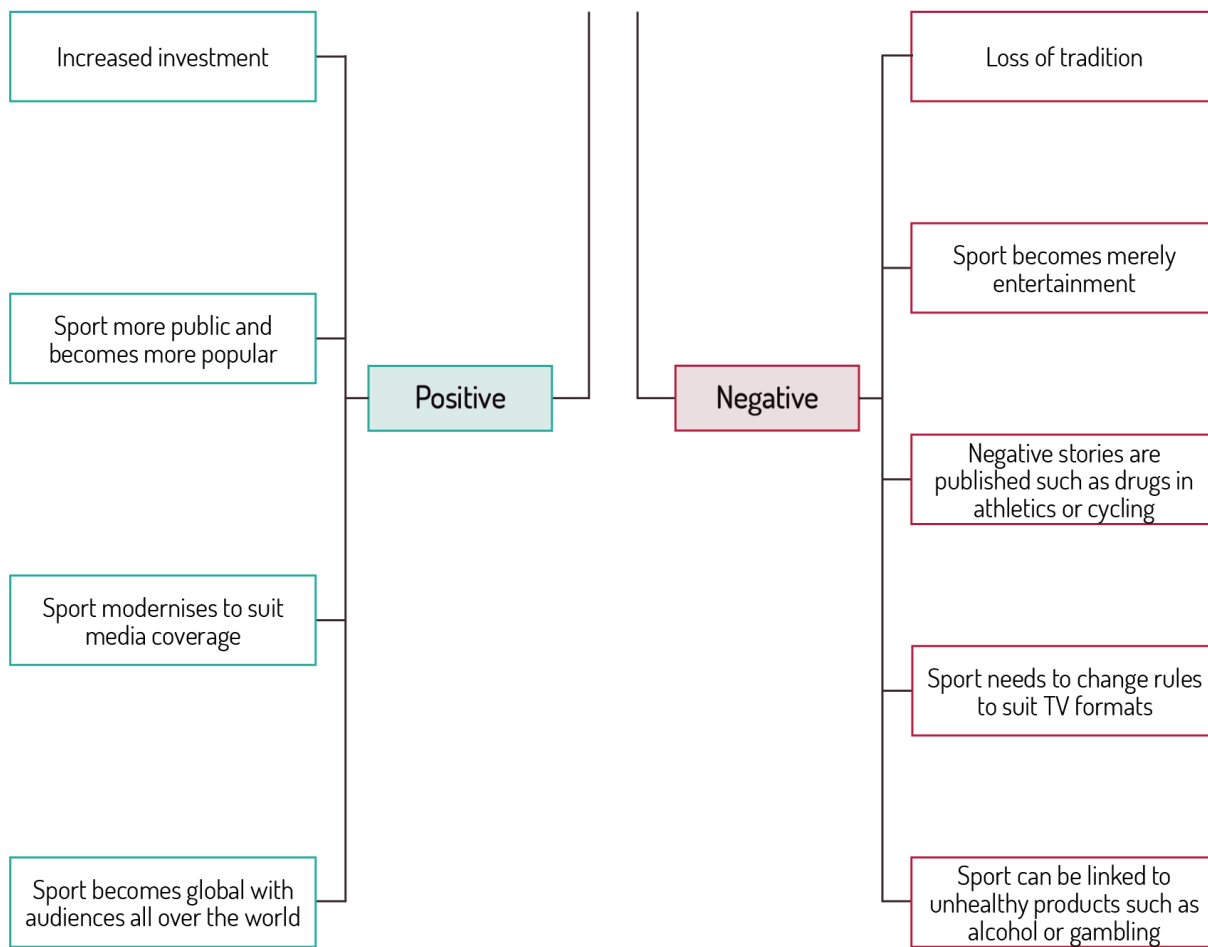 Increased investment
Sport more public and
becomes more popular
Sport modernises to suit
media coverage
Sport becomes global with
audiences all over the world
Positive
Negative
Loss of tradition
Sport becomes merely
entertainment
Negative stories are
published such as drugs in
athletics or cycling
Sport needs to change rules
to suit TV formats
Sport can be linked to
unhealthy products such as
alcohol or gambling